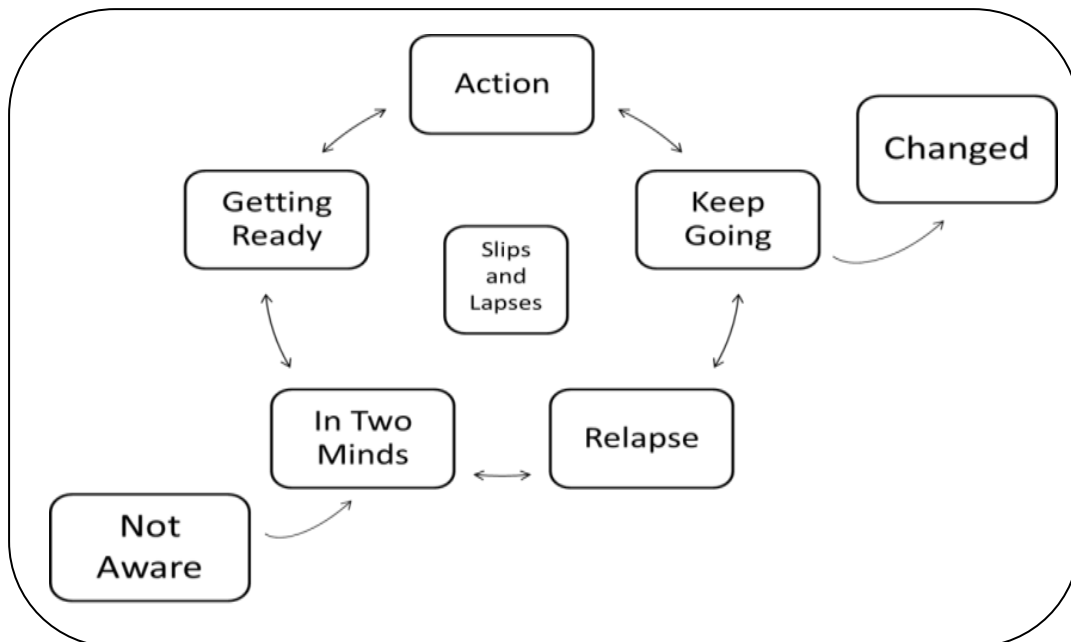 Action
Changed
Getting
Ready
Keep
Going
Slips
and
Lapses
In Two
Minds
Relapse
Not
Aware